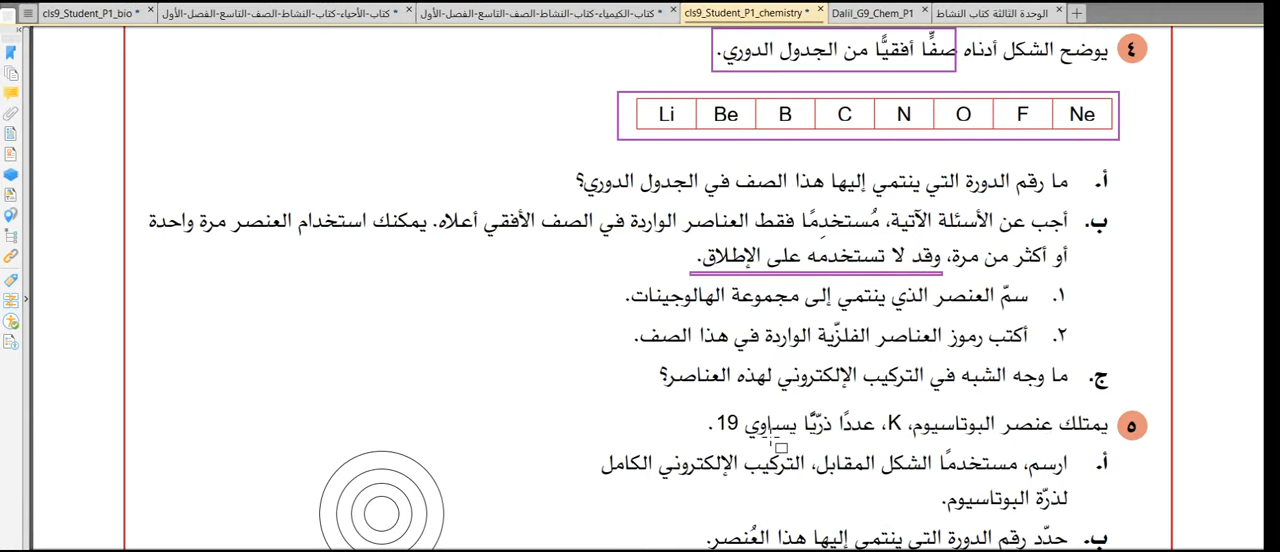 cls9_Student_P1_bio *
كتاب-الأحياء-كتاب-النشاط-الصف-التاسع-الفصل-الأول *
كتاب-الكيمياء-كتاب-النشاط-الصف-التاسع-الفصل-الأول *
cls9_Student_P1_chemistry *
Dalil_G9_Chem_P1
الوحدة الثالثة كتاب النشاط
٤ يوضح الشكل أدناه صفًّا أفقيًّا من الجدول الدوري.
Li Be B C N O F Ne
أ. ما رقم الدورة التي ينتمي إليها هذا الصف في الجدول الدوري؟
ب. أجب عن الأسئلة الآتية، مُستخدِمًا فقط العناصر الواردة في الصف الأفقي أعلاه. يمكنك استخدام العنصر مرة واحدة
أو أكثر من مرة، وقد لا تستخدمه على الإطلاق.
١. سمّ العنصر الذي ينتمي إلى مجموعة الهالوجينات.
٢. أكتب رموز العناصر الفلزّية الواردة في هذا الصف.
ج. ما وجه الشبه في التركيب الإلكتروني لهذه العناصر؟
٥ يمتلك عنصر البوتاسيوم، K، عددًا ذرّيًّا يساوي 19.
أ. ارسم، مستخدمًا الشكل المقابل، التركيب الإلكتروني الكامل
لذرّة البوتاسيوم.
ب. حدّد رقم الدورة التي ينتمي إليها هذا العُنصر.